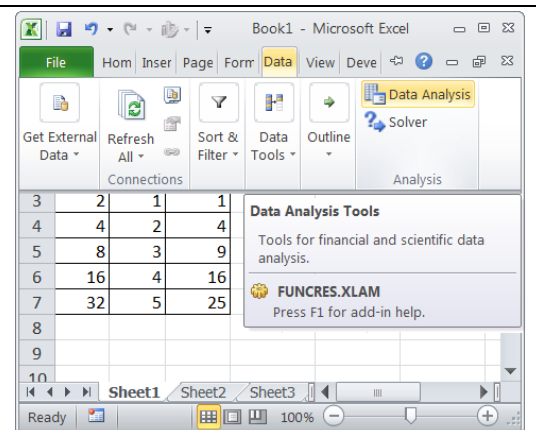 Book1 - Microsoft Excel
File Hom Inser Page Forr Data View Deve
Get External Data
Refresh All
Sort & Filter
Data Tools
Outline
Data Analysis
Solver
Connections
Analysis
3 2 1 1
4 4 2 4
5 8 3 9
6 16 4 16
7 32 5 25
8
9
10
Data Analysis Tools
Tools for financial and scientific data
analysis.
FUNCRES.XLAM
Press F1 for add-in help.
Sheet1 Sheet2 Sheet3
Ready 100%